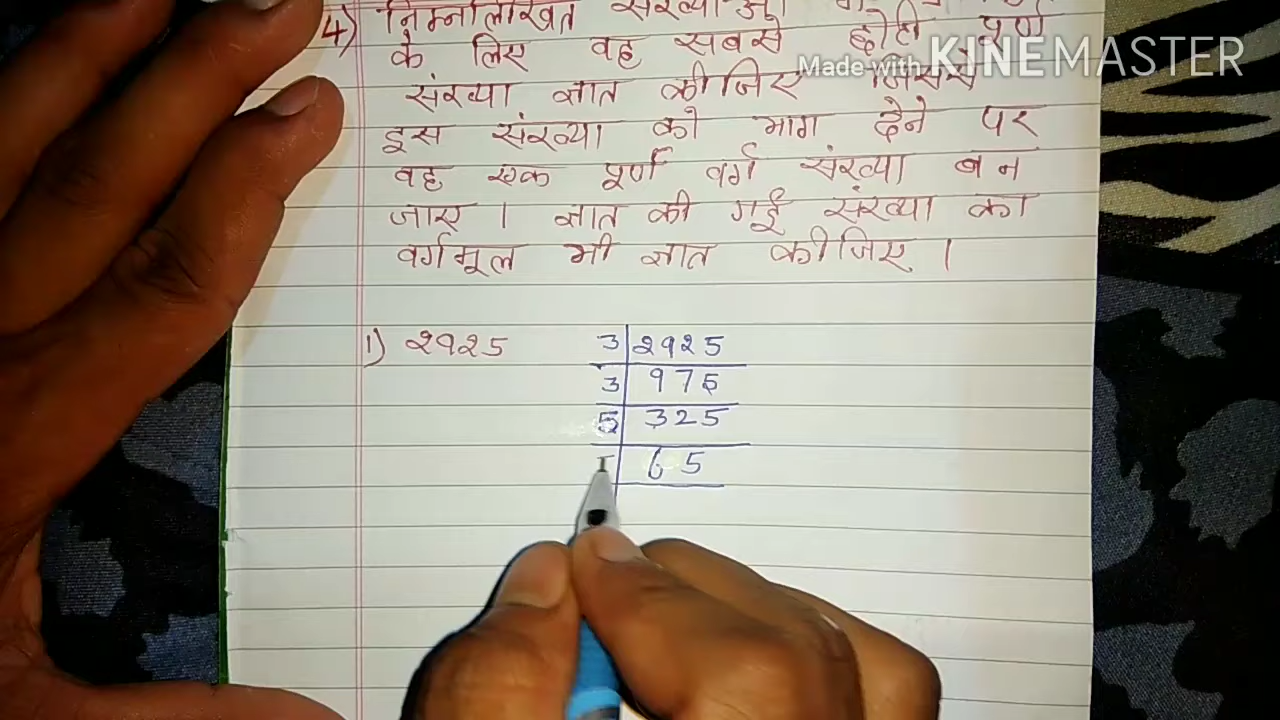 4) निम्नलिखित संख्याओं
के लिए वह सबसे छोटी पूर्ण
Made with KINEMASTER
संख्या ज्ञात कीजिए जिससे
इस संख्या को भाग देने पर
वह एक पूर्ण वर्ग संख्या बन
जाए । ज्ञात की गई संख्या का
वर्गमूल भी ज्ञात कीजिए ।
1) 2925 3 2925
3 975
5 325
65